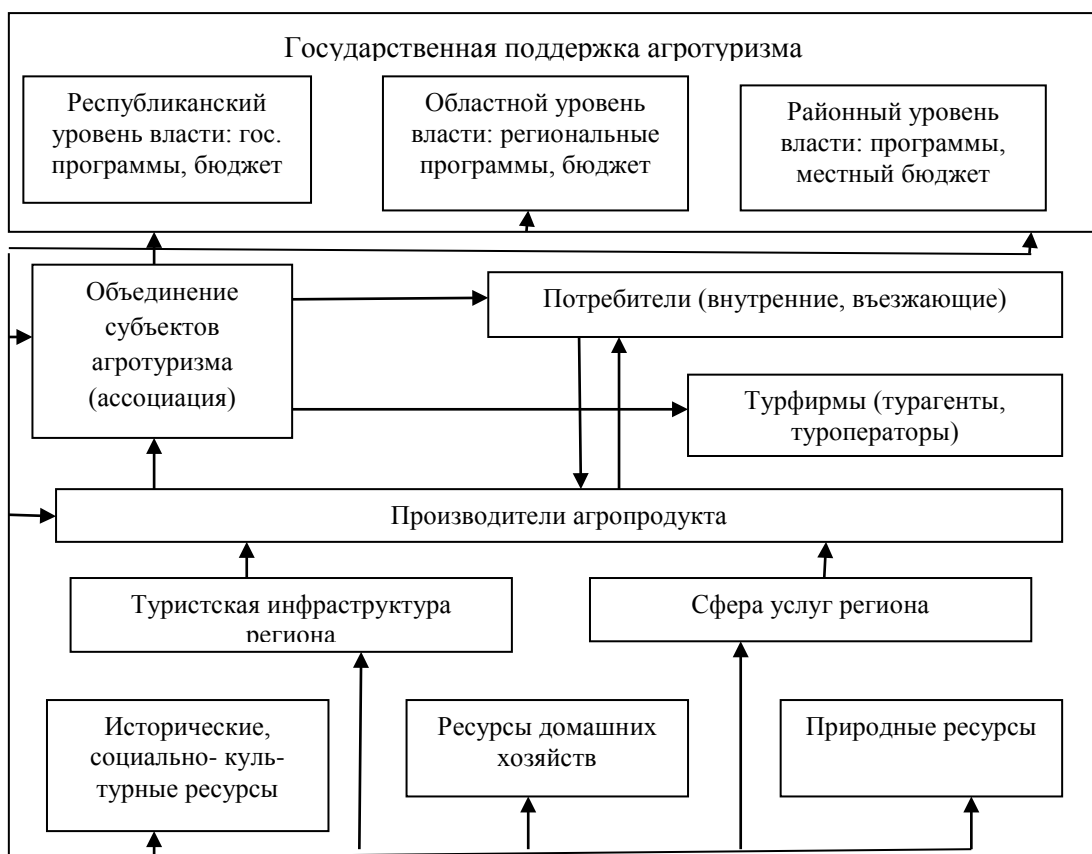 Государственная поддержка агротуризма
Республиканский
уровень власти: гос.
программы, бюджет
Областной уровень
власти: региональные
программы, бюджет
Районный уровень
власти: программы,
местный бюджет
Объединение
субъектов
агротуризма
(ассоциация)
Потребители (внутренние, въезжающие)
Турфирмы (турагенты,
туроператоры)
Производители агропродукта
Туристская инфраструктура
региона
Сфера услуг региона
Исторические,
социально- куль-
турные ресурсы
Ресурсы домашних
хозяйств
Природные ресурсы